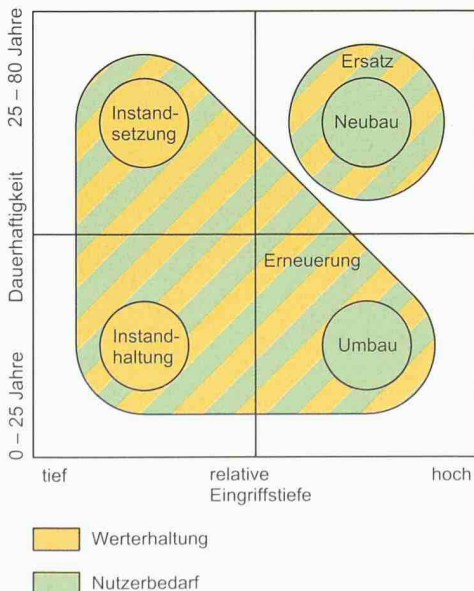 25 – 80 Jahre
Dauerhaftigkeit
0 – 25 Jahre
Instand-
setzung
Ersatz
Neubau
Erneuerung
Instand-
haltung
Umbau
tief
relative
Eingriffstiefe
hoch
Werterhaltung
Nutzerbedarf